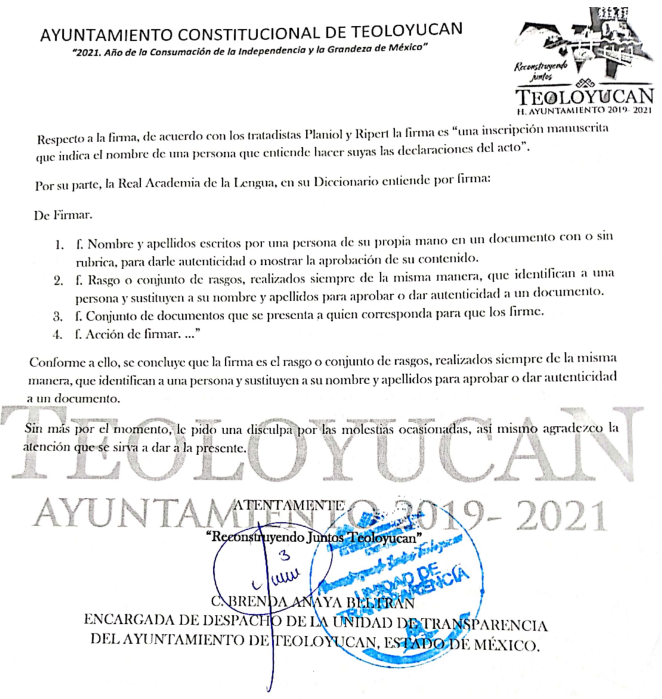 AYUNTAMIENTO CONSTITUCIONAL DE TEOLOYUCAN
"2021. Año de la Consumación de la Independencia y la Grandeza de México"
Reconstruyendo
juntos
TEOLOYUCAN
H. AYUNTAMIENTO 2019- 2021
Respecto a la firma, de acuerdo con los tratadistas Planiol y Ripert la firma es "una inscripción manuscrita
que indica el nombre de una persona que entiende hacer suyas las declaraciones del acto".
Por su parte, la Real Academia de la Lengua, en su Diccionario entiende por firma:
De Firmar.
1. f. Nombre y apellidos escritos por una persona de su propia mano en un documento con o sin
rubrica, para darle autenticidad o mostrar la aprobación de su contenido.
2. f. Rasgo o conjunto de rasgos, realizados siempre de la misma manera, que identifican a una
persona y sustituyen a su nombre y apellidos para aprobar o dar autenticidad a un documento.
3. f. Conjunto de documentos que se presenta a quien corresponda para que los firme.
4. f. Acción de firmar. ..."
Conforme a ello, se concluye que la firma es el rasgo o conjunto de rasgos, realizados siempre de la misma
manera, que identifican a una persona y sustituyen a su nombre y apellidos para aprobar o dar autenticidad
a un documento.
Sin más por el momento, le pido una disculpa por las molestias ocasionadas, así mismo agradezco la
atención que se sirva a dar a la presente.
TEOLOYUCAN
AYUNTAMIENTO 2019- 2021
ATENTAMENTE
"Reconstruyendo Juntos Teoloyucan"
UNIDAD DE
TRANSPARENCIA
C. BRENDA ANAYA BELTRÁN
ENCARGADA DE DESPACHO DE LA UNIDAD DE TRANSPARENCIA
DEL AYUNTAMIENTO DE TEOLOYUCAN, ESTADO DE MÉXICO.